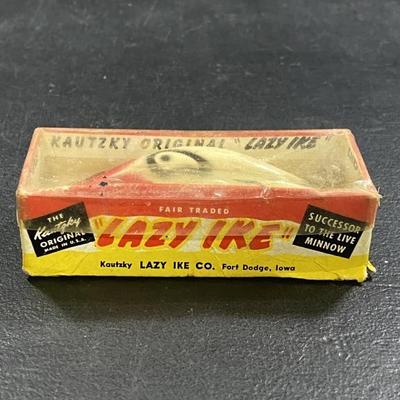 KAUTZKY ORIGINAL "LAZY IKE"
FAIR TRADED
THE
Kautzky
ORIGINAL
MADE IN U.S.A.
"LAZY IKE"
SUCCESSOR
TO THE LIVE
MINNOW
Kautzky LAZY IKE CO. Fort Dodge, Iowa